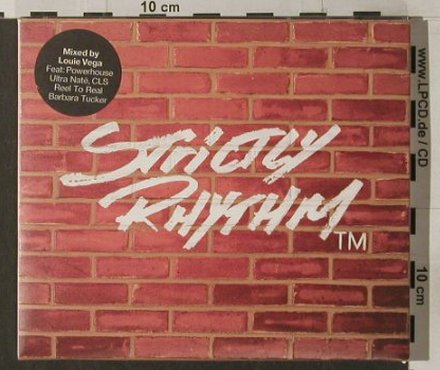 10 cm
Mixed by
Louie Vega
Feat: Powerhouse
Ultra Naté, CLS
Reel To Real
Barbara Tucker
STRICTLY
RHYTHM
TM
www.LPCD.de / CD
10 cm